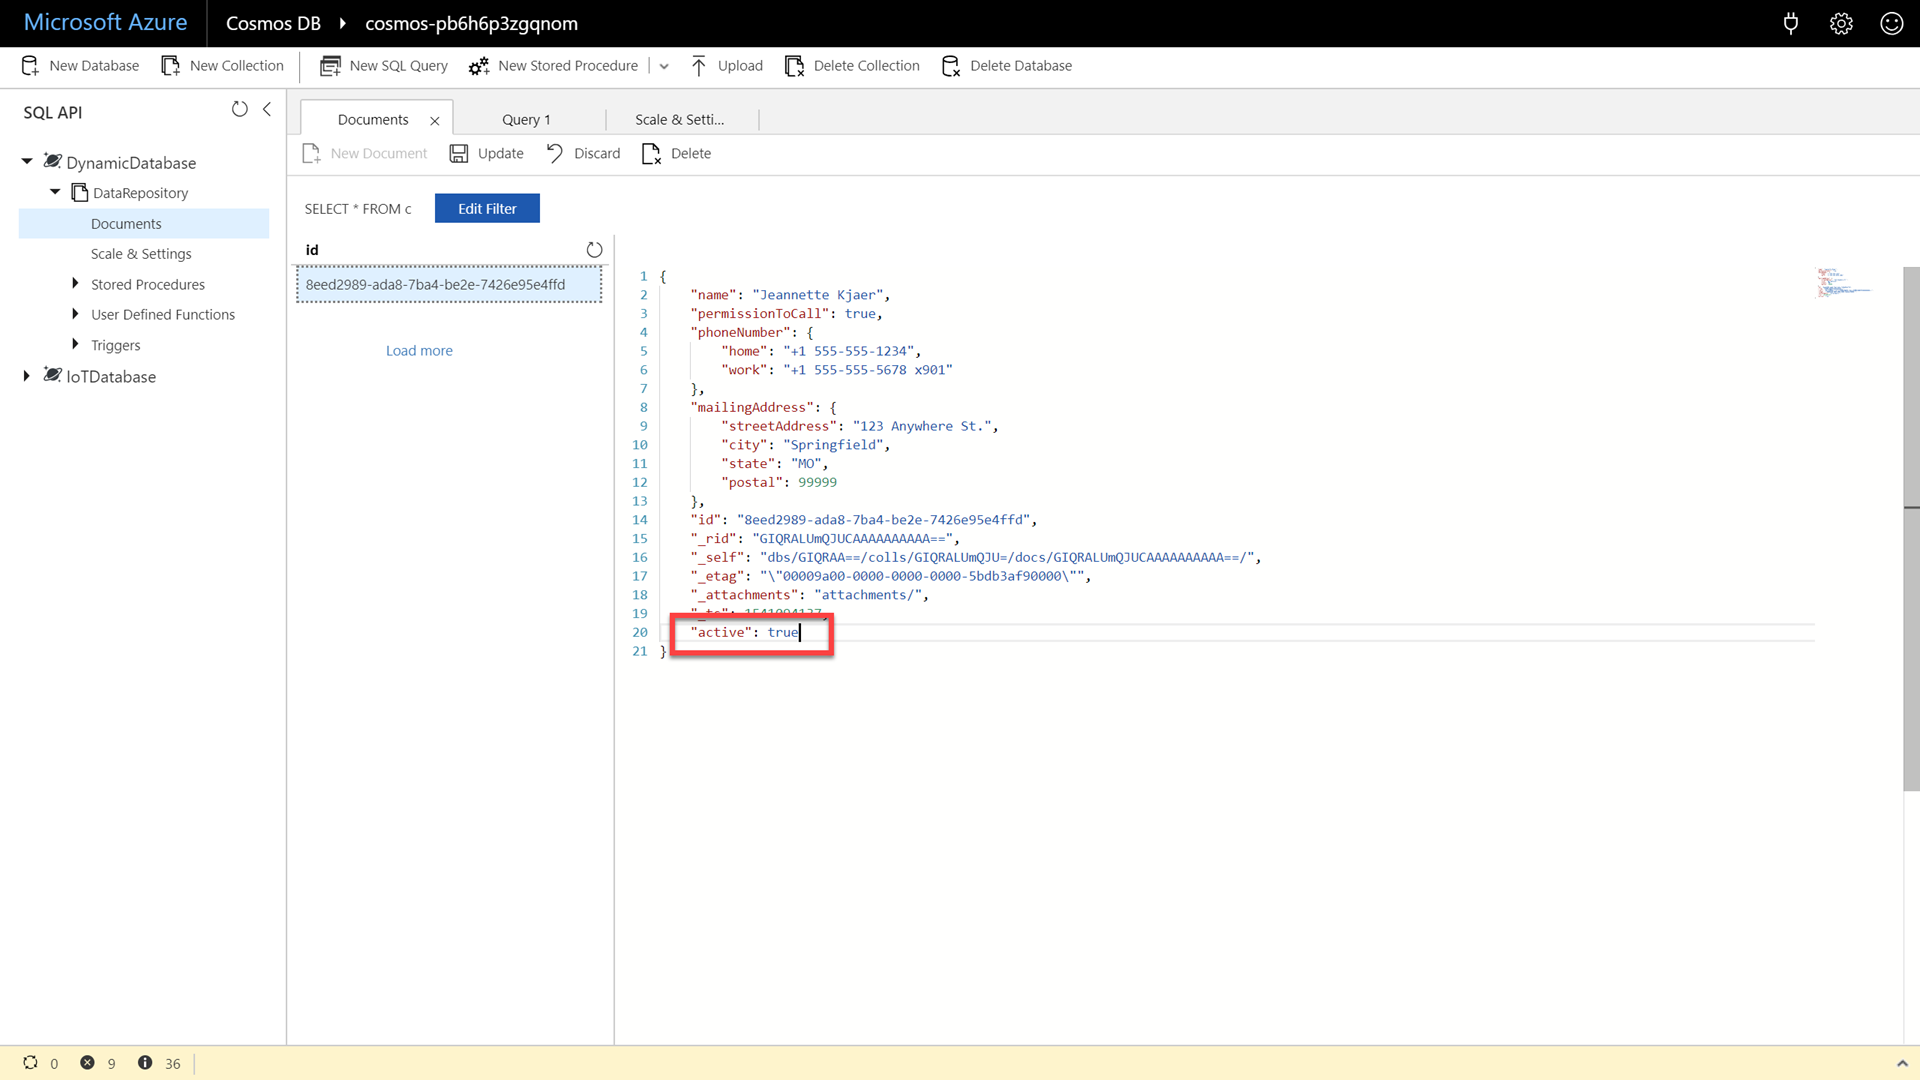 Microsoft Azure
Cosmos DB
cosmos-pb6h6p3zgqnom
New Database
New Collection
New SQL Query
New Stored Procedure
Upload
Delete Collection
Delete Database
SQL API
DynamicDatabase
DataRepository
Documents
Scale & Settings
Stored Procedures
User Defined Functions
Triggers
IoTDatabase
Documents
Query 1
Scale & Setti...
New Document
Update
Discard
Delete
SELECT * FROM c
Edit Filter
id
8eed2989-ada8-7ba4-be2e-7426e95e4ffd
Load more
1 {
2 "name": "Jeannette Kjaer",
3 "permissionToCall": true,
4 "phoneNumber": {
5 "home": "+1 555-555-1234",
6 "work": "+1 555-555-5678 x901"
7 },
8 "mailingAddress": {
9 "streetAddress": "123 Anywhere St.",
10 "city": "Springfield",
11 "state": "MO",
12 "postal": 99999
13 },
14 "id": "8eed2989-ada8-7ba4-be2e-7426e95e4ffd",
15 "_rid": "GIQRALUmQJUCAAAAAAAAAA==",
16 "_self": "dbs/GIQRAA==/colls/GIQRALUmQJU=/docs/GIQRALUmQJUCAAAAAAAAAA==/",
17 "_etag": "\"00009a00-0000-0000-0000-5bdb3af90000\"",
18 "_attachments": "attachments/",
19 "_ts": 1541094137,
20 "active": true
21 }
0
9
36